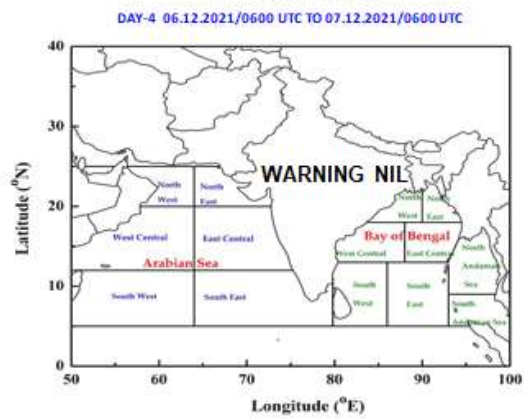 DAY-4 06.12.2021/0600 UTC TO 07.12.2021/0600 UTC
40
30
20
10
0
Latitude (°N)
WARNING NIL
North
West
North
East
North
West
North
East
West Central
East Central
Arabian Sea
Bay of Bengal
West Central
East Central
North
Andaman
Sea
South West
South East
South
West
South
East
South
Andaman Sea
50
60
70
80
90
100
Longitude (°E)